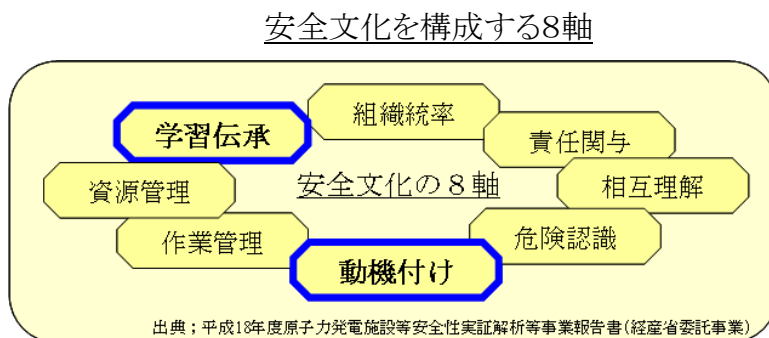 安全文化を構成する8軸
組織統率
学習伝承
責任関与
資源管理
安全文化の８軸
相互理解
作業管理
危険認識
動機付け
出典；平成18年度原子力発電施設等安全性実証解析等事業報告書(経産省委託事業)